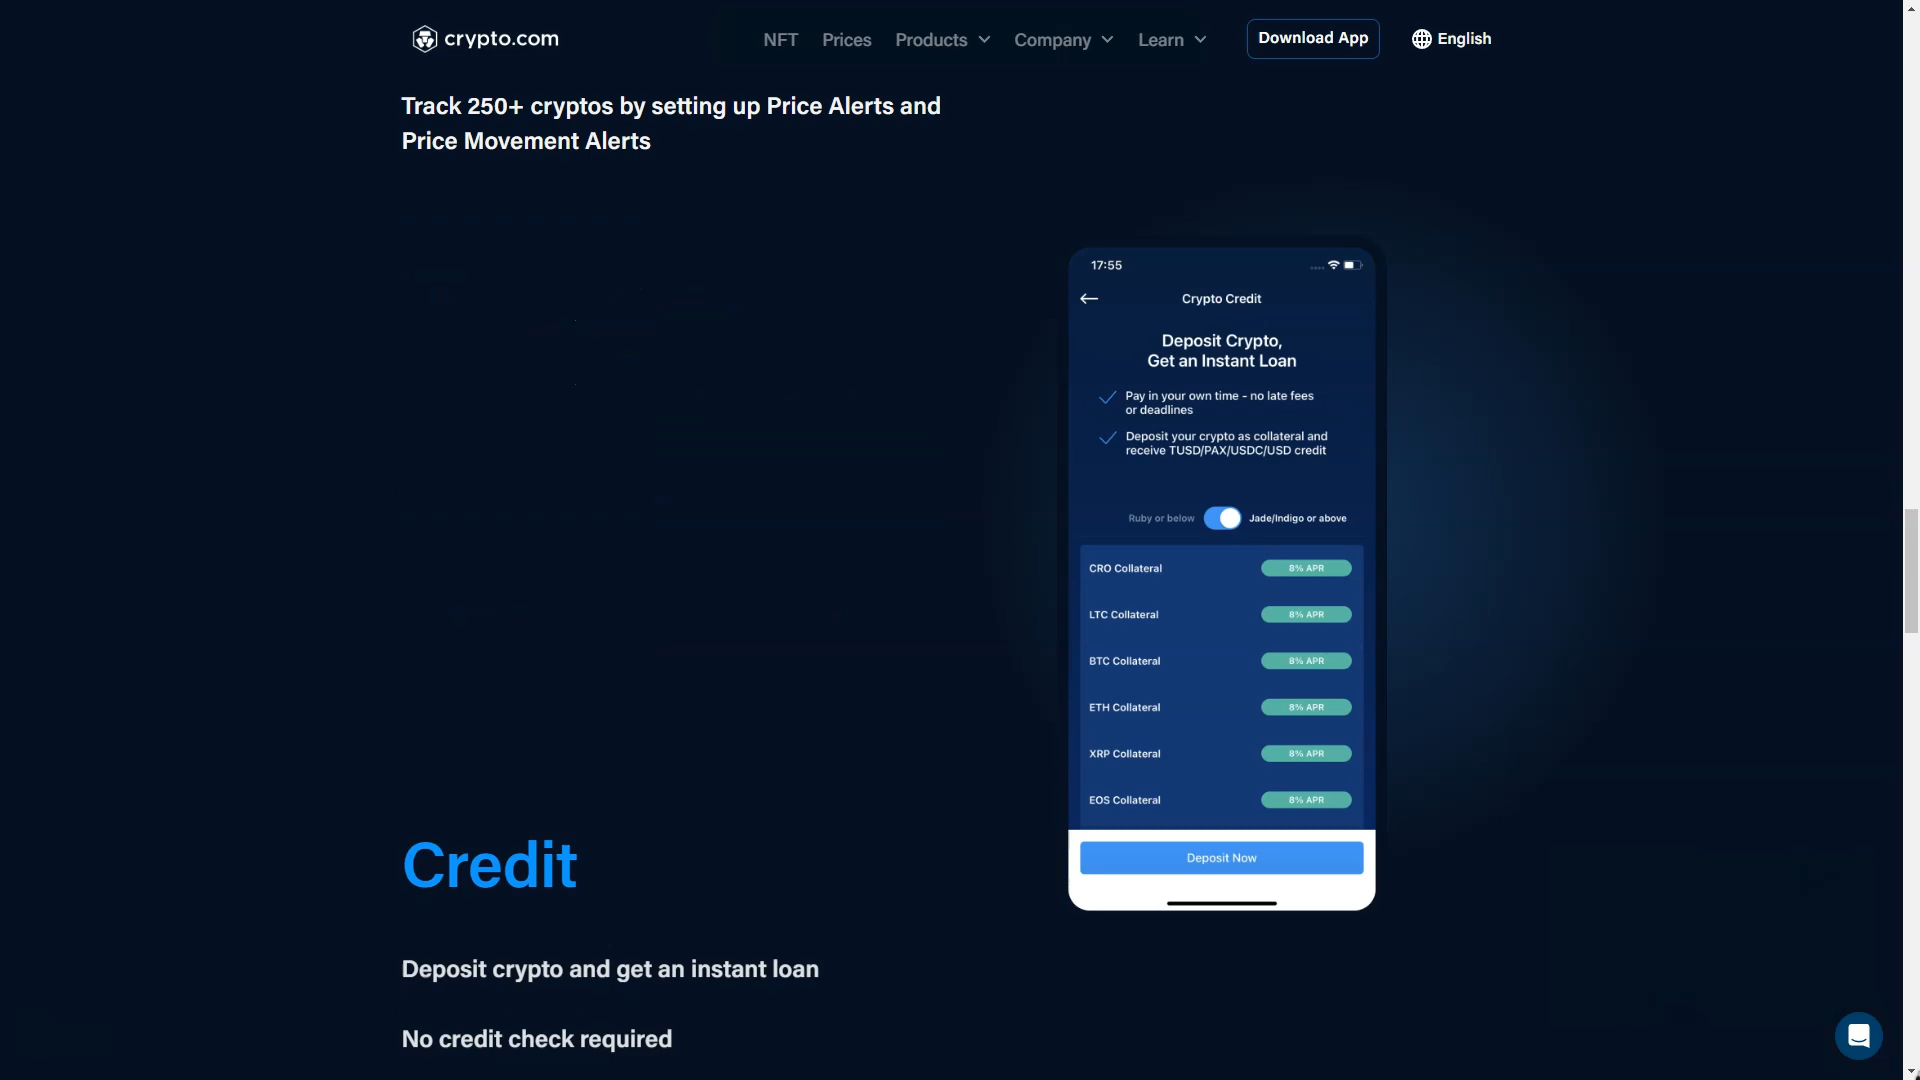 crypto.com
NFT
Prices
Products
Company
Learn
Download App
English
Track 250+ cryptos by setting up Price Alerts and
Price Movement Alerts
17:55
Crypto Credit
Deposit Crypto,
Get an Instant Loan
Pay in your own time - no late fees
or deadlines
Deposit your crypto as collateral and
receive TUSD/PAX/USDC/USD credit
Ruby or below
Jade/Indigo or above
CRO Collateral
8% APR
LTC Collateral
8% APR
BTC Collateral
8% APR
ETH Collateral
8% APR
XRP Collateral
8% APR
EOS Collateral
8% APR
Deposit Now
Credit
Deposit crypto and get an instant loan
No credit check required